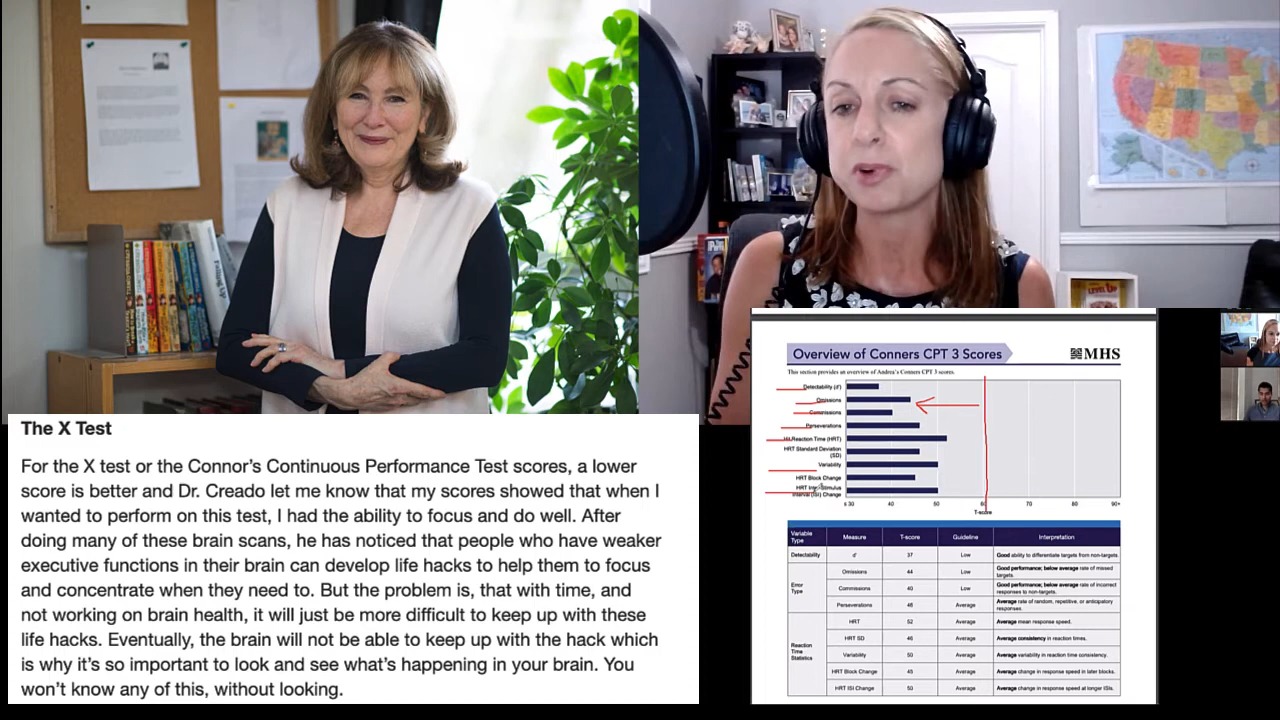 The X Test
For the X test or the Connor's Continuous Performance Test scores, a lower
score is better and Dr. Creado let me know that my scores showed that when I
wanted to perform on this test, I had the ability to focus and do well. After
doing many of these brain scans, he has noticed that people who have weaker
executive functions in their brain can develop life hacks to help them to focus
and concentrate when they need to. But the problem is, that with time, and
not working on brain health, it will just be more difficult to keep up with these
life hacks. Eventually, the brain will not be able to keep up with the hack which
is why it's so important to look and see what's happening in your brain. You
won't know any of this, without looking.
LEVEL UP
Overview of Conners CPT 3 Scores
MHS
This section provides an overview of Andrea's Conners CPT 3 scores.
Detectability (d')
Omissions
Commissions
Perseverations
Hit Reaction Time (HRT)
HRT Standard Deviation
(SD)
Variability
HRT Block Change
HRT Inter-Stimulus
Interval (ISI) Change
≤ 30 40 50 60 70 80 90+
T-score
Variable
Type
Measure
T-score
Guideline
Interpretation
Detectability
d'
37
Low
Good ability to differentiate targets from non-targets.
Error
Type
Omissions
44
Low
Good performance; below average rate of missed
targets.
Commissions
40
Low
Good performance; below average rate of incorrect
responses to non-targets.
Perseverations
46
Average
Average rate of random, repetitive, or anticipatory
responses.
Reaction
Time
Statistics
HRT
52
Average
Average mean response speed.
HRT SD
46
Average
Average consistency in reaction times.
Variability
50
Average
Average variability in reaction time consistency.
HRT Block Change
45
Average
Average change in response speed in later blocks.
HRT ISI Change
50
Average
Average change in response speed at longer ISIs.